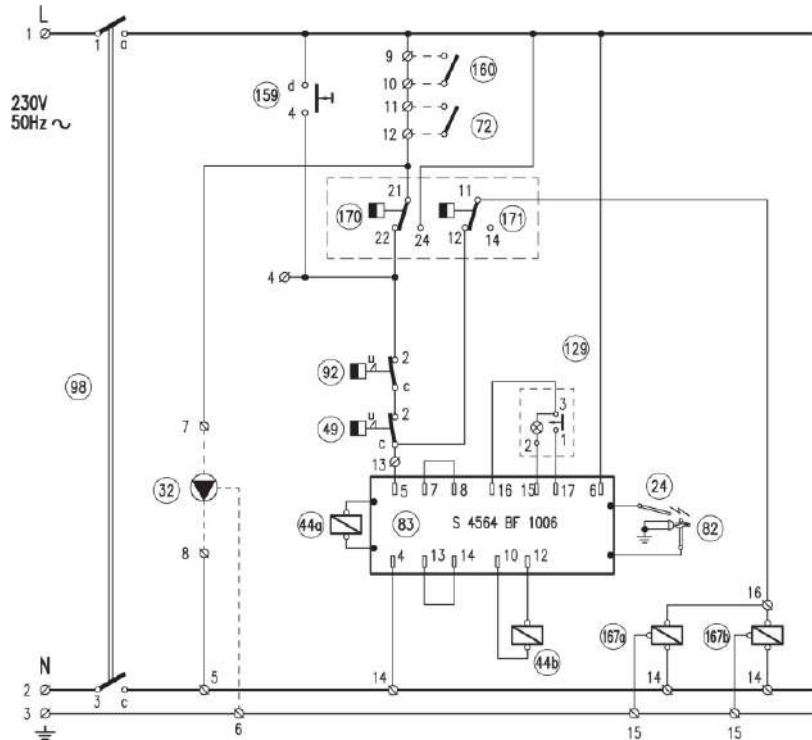 L
1 1 a
9
160
d 10
159
230V
50Hz ~
4 11
72
12
21 11
170 171
22 24 12 14
4
2
u
92
c
129
98
2
u 3
49
c 2 1
7
13
5 7 8 16 15 17 6
32 24
44a 83 S 4564 BF 1006 82
4 13 14 10 12
8
16
167a 167b
44b
N
5 14 14 14
2 3 c
3
6 15 15